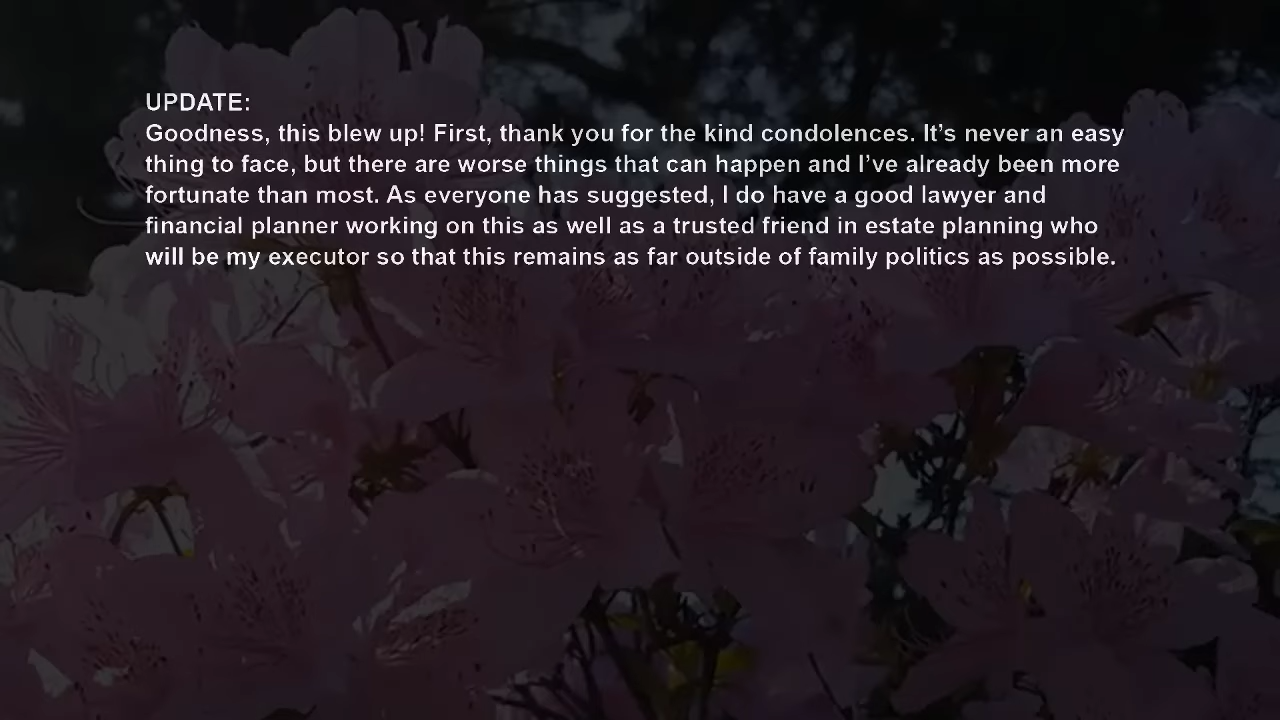 UPDATE:
Goodness, this blew up! First, thank you for the kind condolences. It’s never an easy
thing to face, but there are worse things that can happen and I’ve already been more
fortunate than most. As everyone has suggested, I do have a good lawyer and
financial planner working on this as well as a trusted friend in estate planning who
will be my executor so that this remains as far outside of family politics as possible.